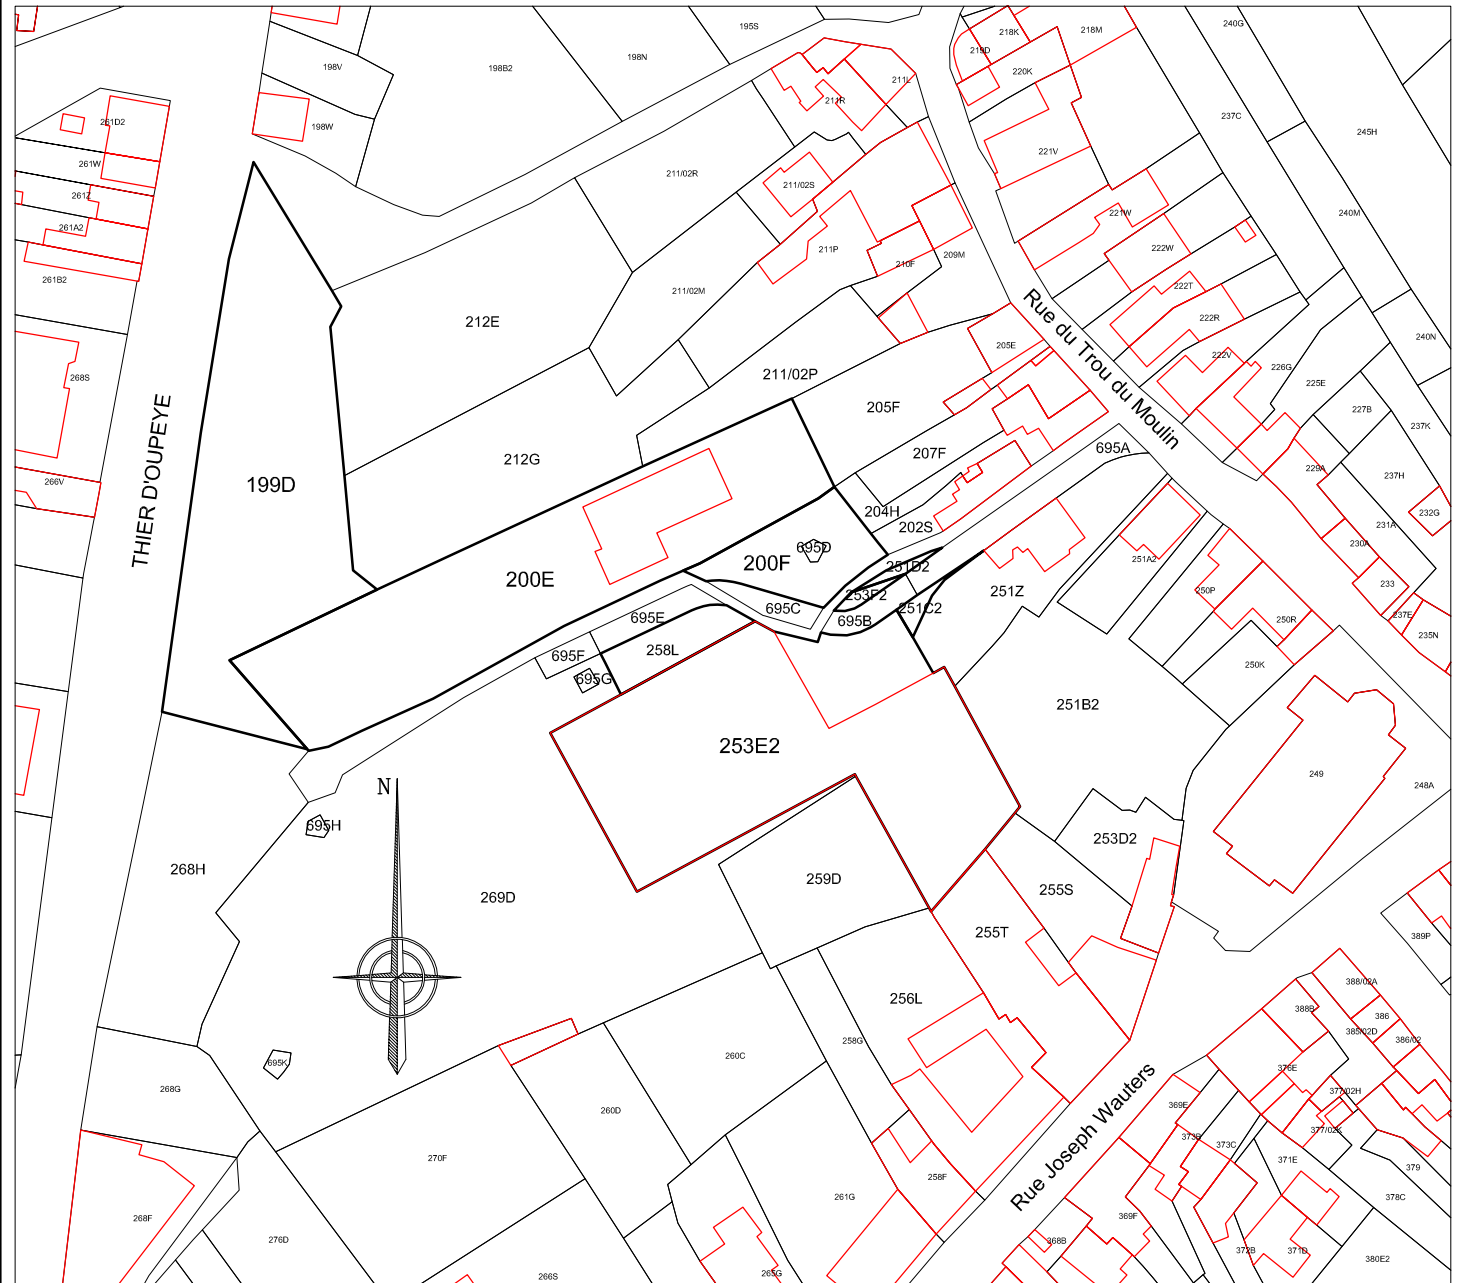 195S
240G
218K
218M
219D
198N
198V
198B2
220K
211L
211R
237C
198W
261D2
245H
221V
261W
211/02R
211/02S
261Z
221W
240M
261A2
222W
211P
209M
210F
261B2
222T
211/02M
Rue du Trou du Moulin
222R
212E
240N
205E
222V
226G
268S
211/02P
225E
205F
227B
237K
THIER D'OUPEYE
695A
207F
212G
229A
237H
266V
199D
204H
232G
231A
202S
695D
230A
251A2
200F
251D2
200E
233
250P
251Z
253F2
695C
251C2
237E
695E
695B
250R
235N
258L
695F
250K
695G
251B2
253E2
249
N
248A
695H
253D2
268H
259D
255S
269D
255T
389P
388/02A
256L
388B
386
385/02D
258G
386/02
260C
695K
376E
268G
Rue Joseph Wauters
377/02H
369E
260D
377/02K
373B
373C
270F
371E
379
258F
261G
378C
268F
369F
276D
368B
372B
371D
380E2
265G
266S